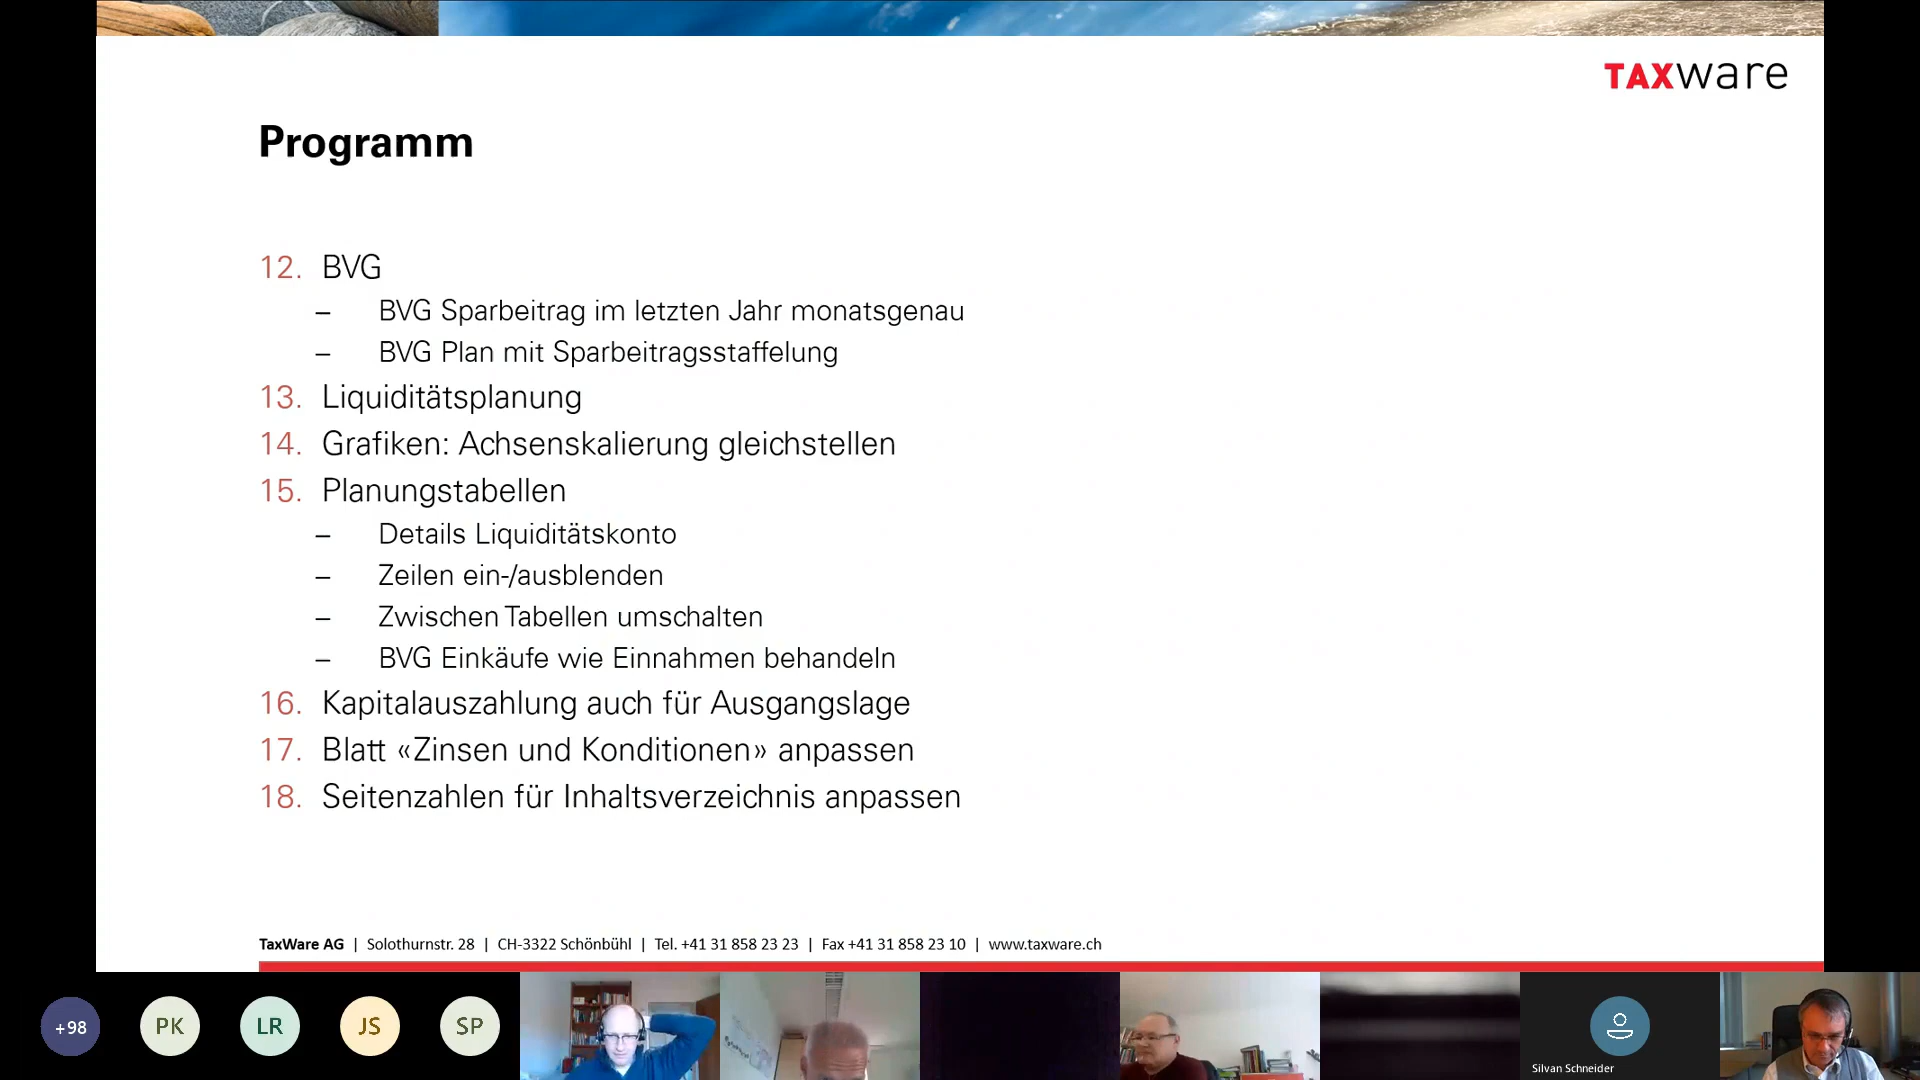 TAXware
Programm
12. BVG
– BVG Sparbeitrag im letzten Jahr monatsgenau
– BVG Plan mit Sparbeitragsstaffelung
13. Liquiditätsplanung
14. Grafiken: Achsenskalierung gleichstellen
15. Planungstabellen
– Details Liquiditätskonto
– Zeilen ein-/ausblenden
– Zwischen Tabellen umschalten
– BVG Einkäufe wie Einnahmen behandeln
16. Kapitalauszahlung auch für Ausgangslage
17. Blatt «Zinsen und Konditionen» anpassen
18. Seitenzahlen für Inhaltsverzeichnis anpassen
TaxWare AG | Solothurnstr. 28 | CH-3322 Schönbühl | Tel. +41 31 858 23 23 | Fax +41 31 858 23 10 | www.taxware.ch
+98 PK LR JS SP
Silvan Schneider